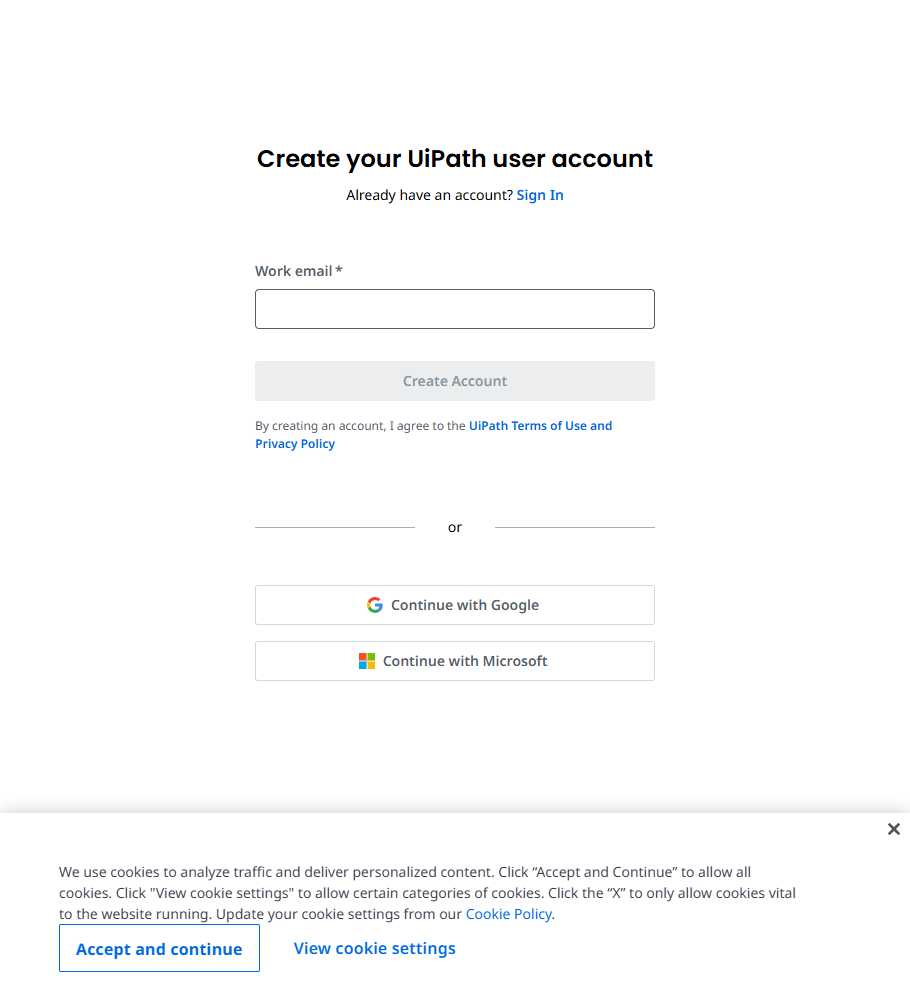 Create your UiPath user account
Already have an account? Sign In
Work email *
Create Account
By creating an account, I agree to the UiPath Terms of Use and
Privacy Policy
or
Continue with Google
Continue with Microsoft
We use cookies to analyze traffic and deliver personalized content. Click “Accept and Continue” to allow all
cookies. Click "View cookie settings" to allow certain categories of cookies. Click the “X” to only allow cookies vital
to the website running. Update your cookie settings from our Cookie Policy.
Accept and continue
View cookie settings